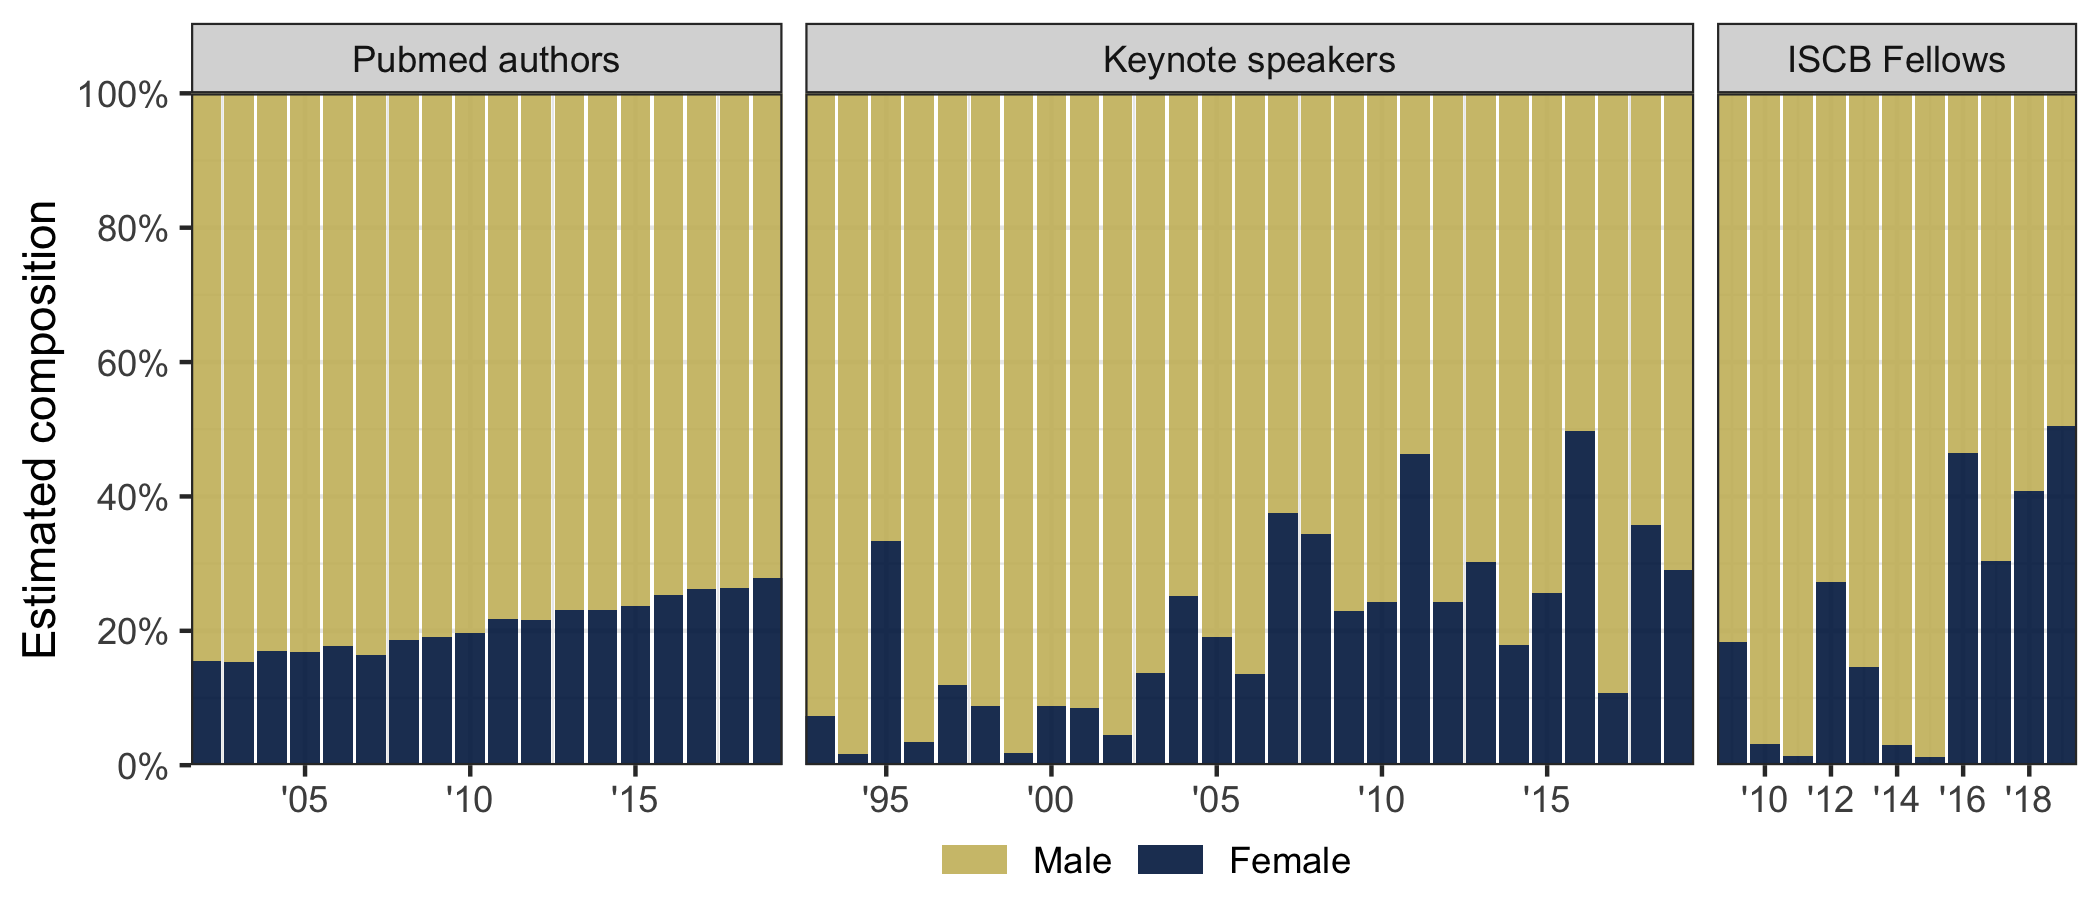 Pubmed authors
Keynote speakers
ISCB Fellows
Estimated composition
100%
80%
60%
40%
20%
0%
'05 '10 '15
'95 '00 '05 '10 '15
'10 '12 '14 '16 '18
Male Female